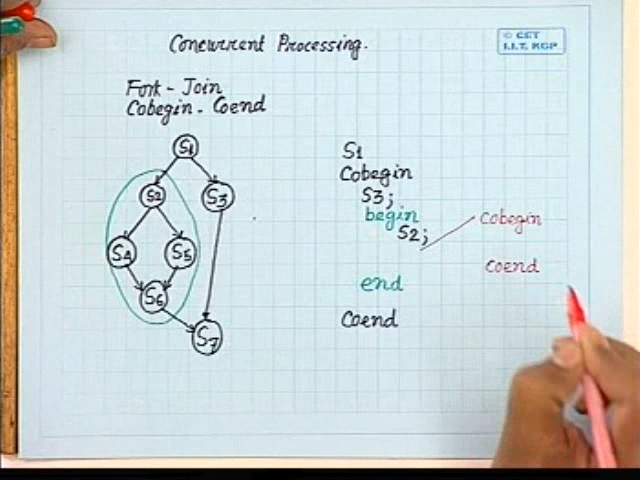 Concurrent Processing.
© CET
I.I.T. KGP
Fork - Join
Cobegin - Coend
S1
S2
S3
S4
S5
S6
S7
S1
Cobegin
S3;
begin
S2;
cobegin
coend
end
Coend